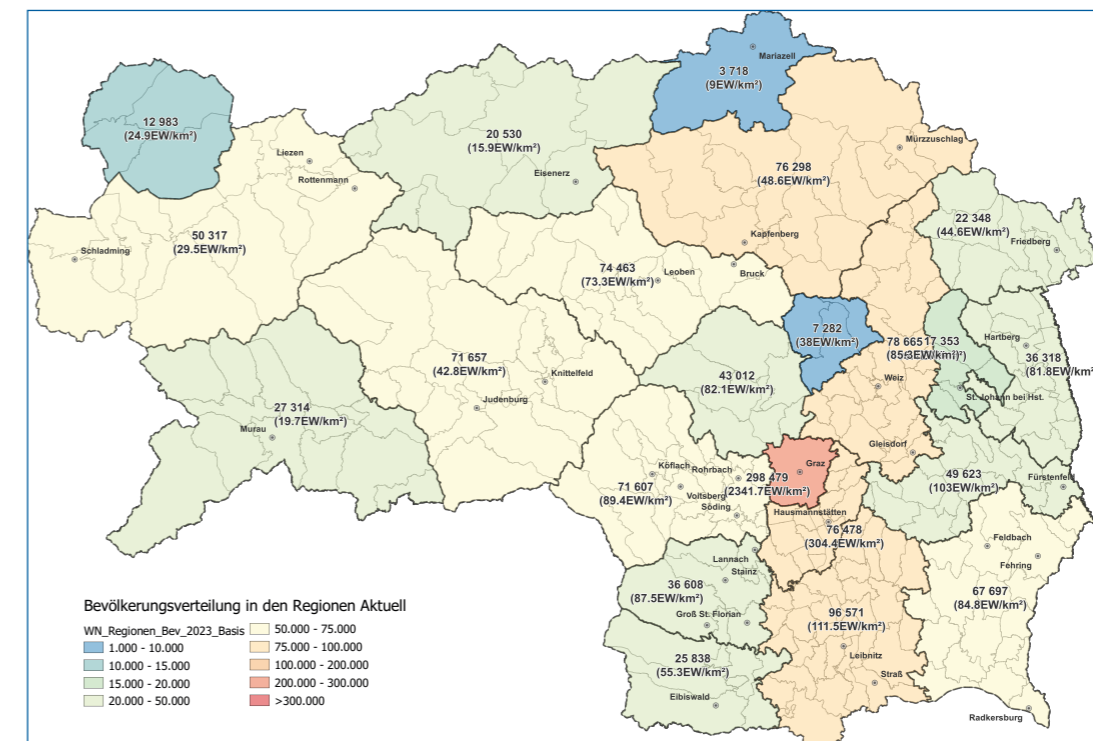 Mariazell
3 718
(9EW/km²)
12 983
(24.9EW/km²)
20 530
(15.9EW/km²)
Liezen
Rottenmann
Eisenerz
Mürzzuschlag
76 298
(48.6EW/km²)
22 348
(44.6EW/km²)
Friedberg
50 317
(29.5EW/km²)
Schladming
Kapfenberg
74 463
(73.3EW/km²)
Leoben
Bruck
7 282
(38EW/km²)
78 665
(85.3EW/km²)
17 353
Hartberg
36 318
(81.8EW/km²)
71 657
(42.8EW/km²)
Knittelfeld
Judenburg
43 012
(82.1EW/km²)
Weiz
St. Johann bei Hst.
27 314
(19.7EW/km²)
Murau
Gleisdorf
Köflach
Rohrbach
Graz
298 479
(2341.7EW/km²)
71 607
(89.4EW/km²)
Voitsberg
Söding
49 623
(103EW/km²)
Fürstenfeld
Hausmannstätten
76 478
(304.4EW/km²)
Feldbach
Fehring
Lannach
Stainz
36 608
(87.5EW/km²)
Groß St. Florian
67 697
(84.8EW/km²)
96 571
(111.5EW/km²)
Leibnitz
Straß
25 838
(55.3EW/km²)
Eibiswald
Radkersburg
Bevölkerungsverteilung in den Regionen Aktuell
WN_Regionen_Bev_2023_Basis
1.000 - 10.000
10.000 - 15.000
15.000 - 20.000
20.000 - 50.000
50.000 - 75.000
75.000 - 100.000
100.000 - 200.000
200.000 - 300.000
>300.000